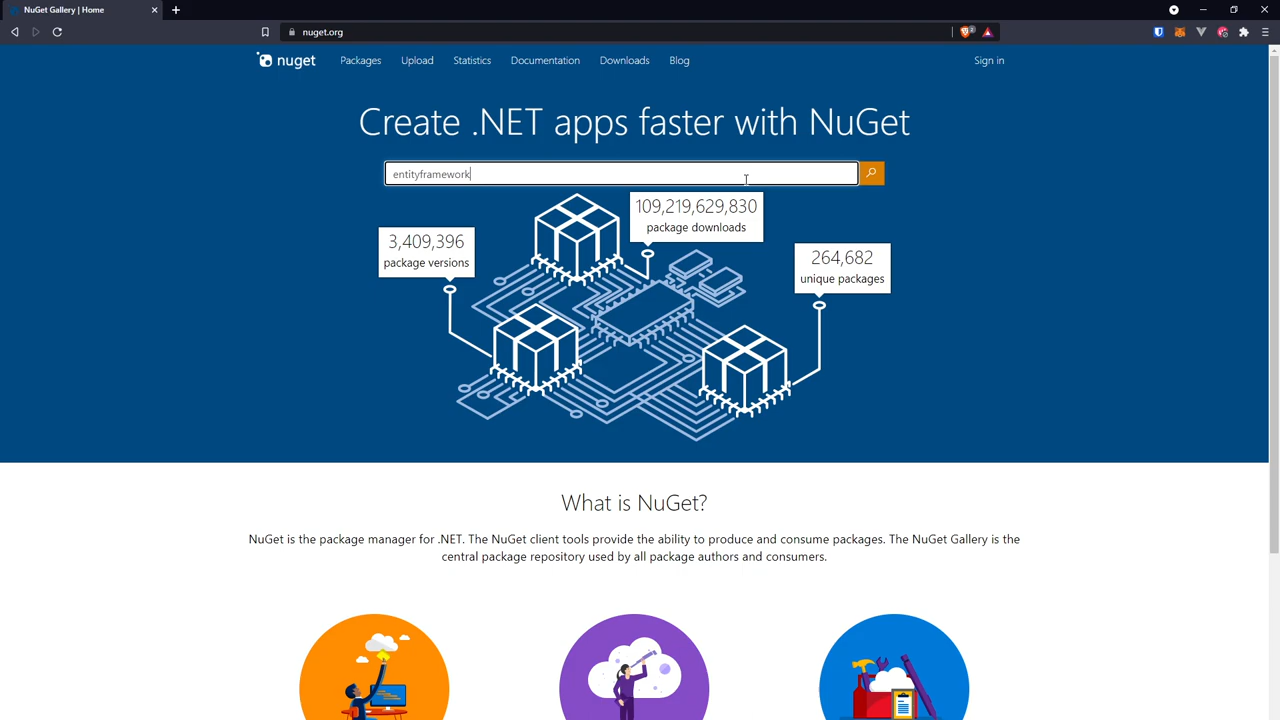 NuGet Gallery | Home
nuget.org
2
nuget
Packages
Upload
Statistics
Documentation
Downloads
Blog
Sign in
Create .NET apps faster with NuGet
entityframework
109,219,629,830
package downloads
3,409,396
package versions
264,682
unique packages
What is NuGet?
NuGet is the package manager for .NET. The NuGet client tools provide the ability to produce and consume packages. The NuGet Gallery is the
central package repository used by all package authors and consumers.